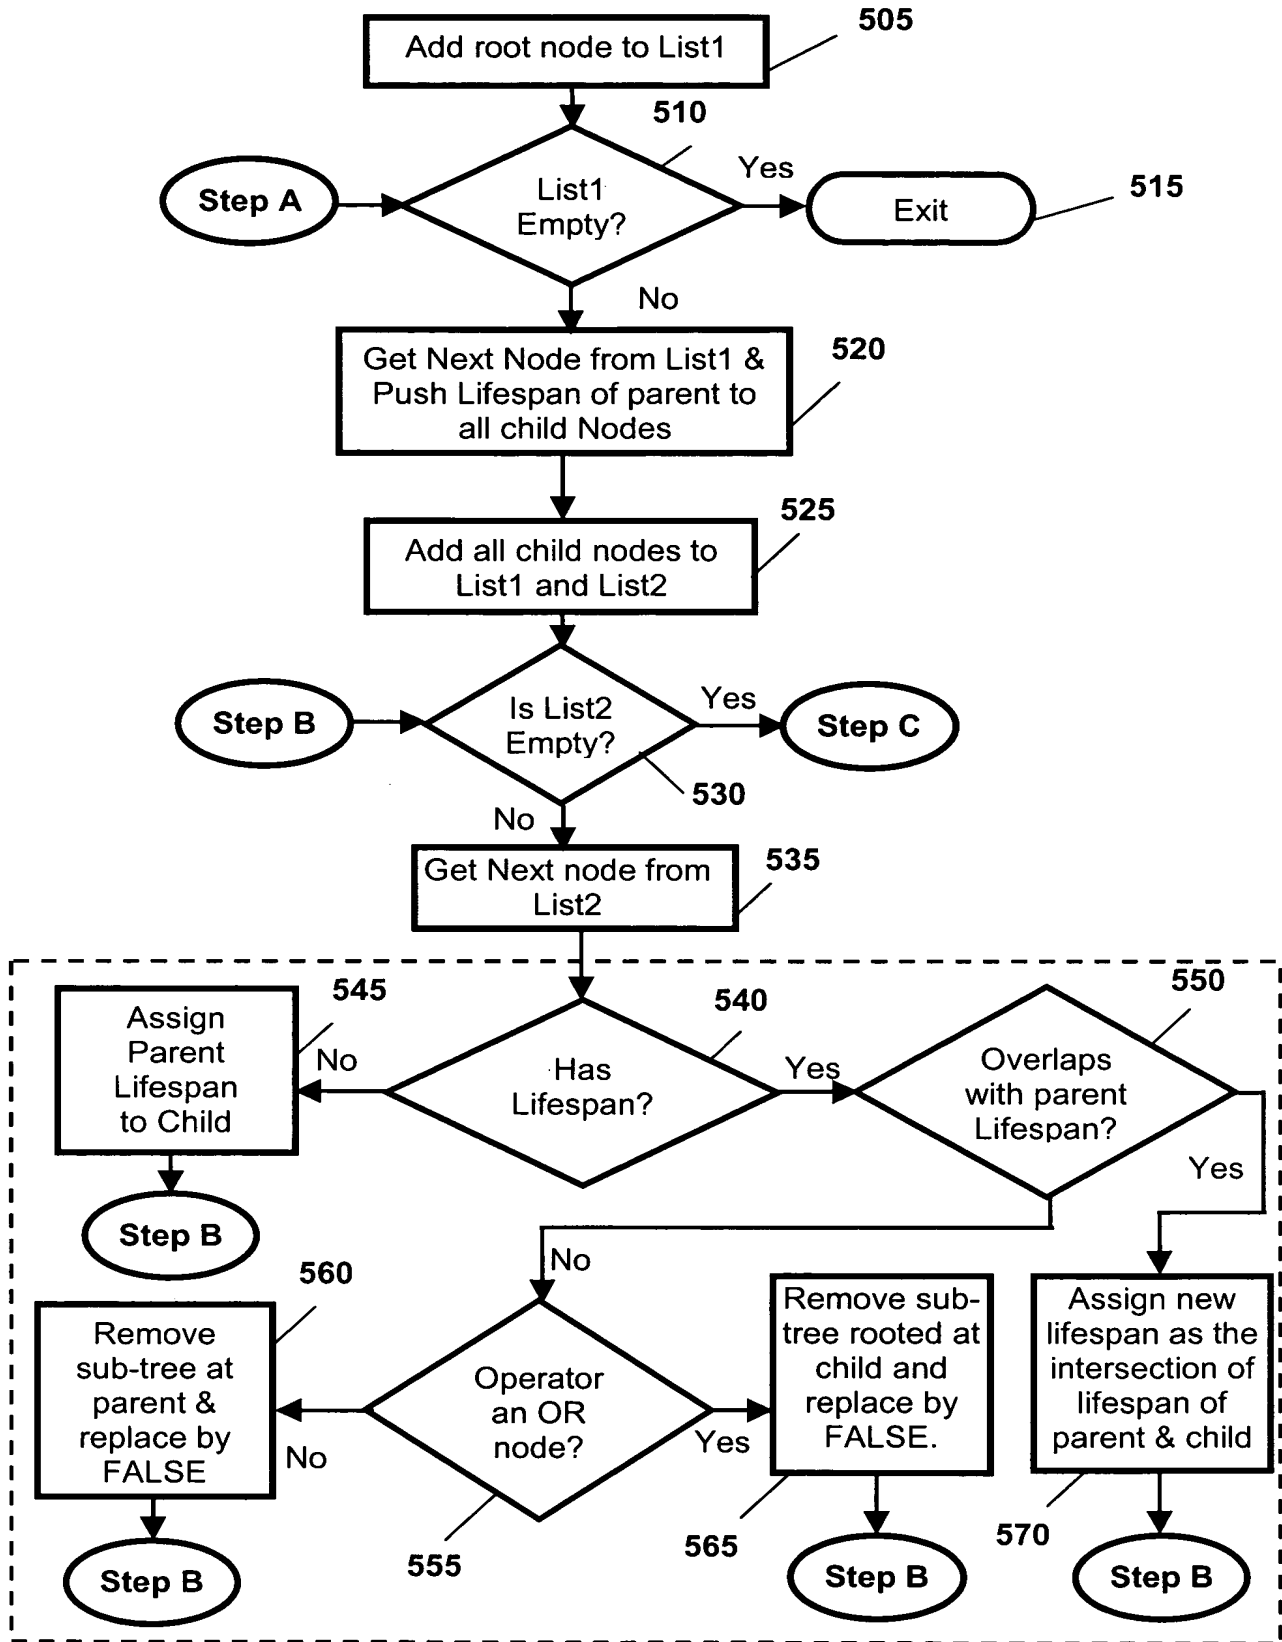 505
Add root node to List1
510
Step A
List1
Empty?
Yes
Exit
515
No
Get Next Node from List1 &
Push Lifespan of parent to
all child Nodes
520
525
Add all child nodes to
List1 and List2
Step B
Is List2
Empty?
Yes
Step C
530
No
Get Next node from
List2
535
545
Assign
Parent
Lifespan
to Child
No
540
Has
Lifespan?
Yes
550
Overlaps
with parent
Lifespan?
Yes
Step B
No
560
Remove
sub-tree at
parent &
replace by
FALSE
No
Operator
an OR
node?
Yes
555
Remove sub-
tree rooted at
child and
replace by
FALSE.
565
Assign new
lifespan as the
intersection of
lifespan of
parent & child
570
Step B
Step B
Step B